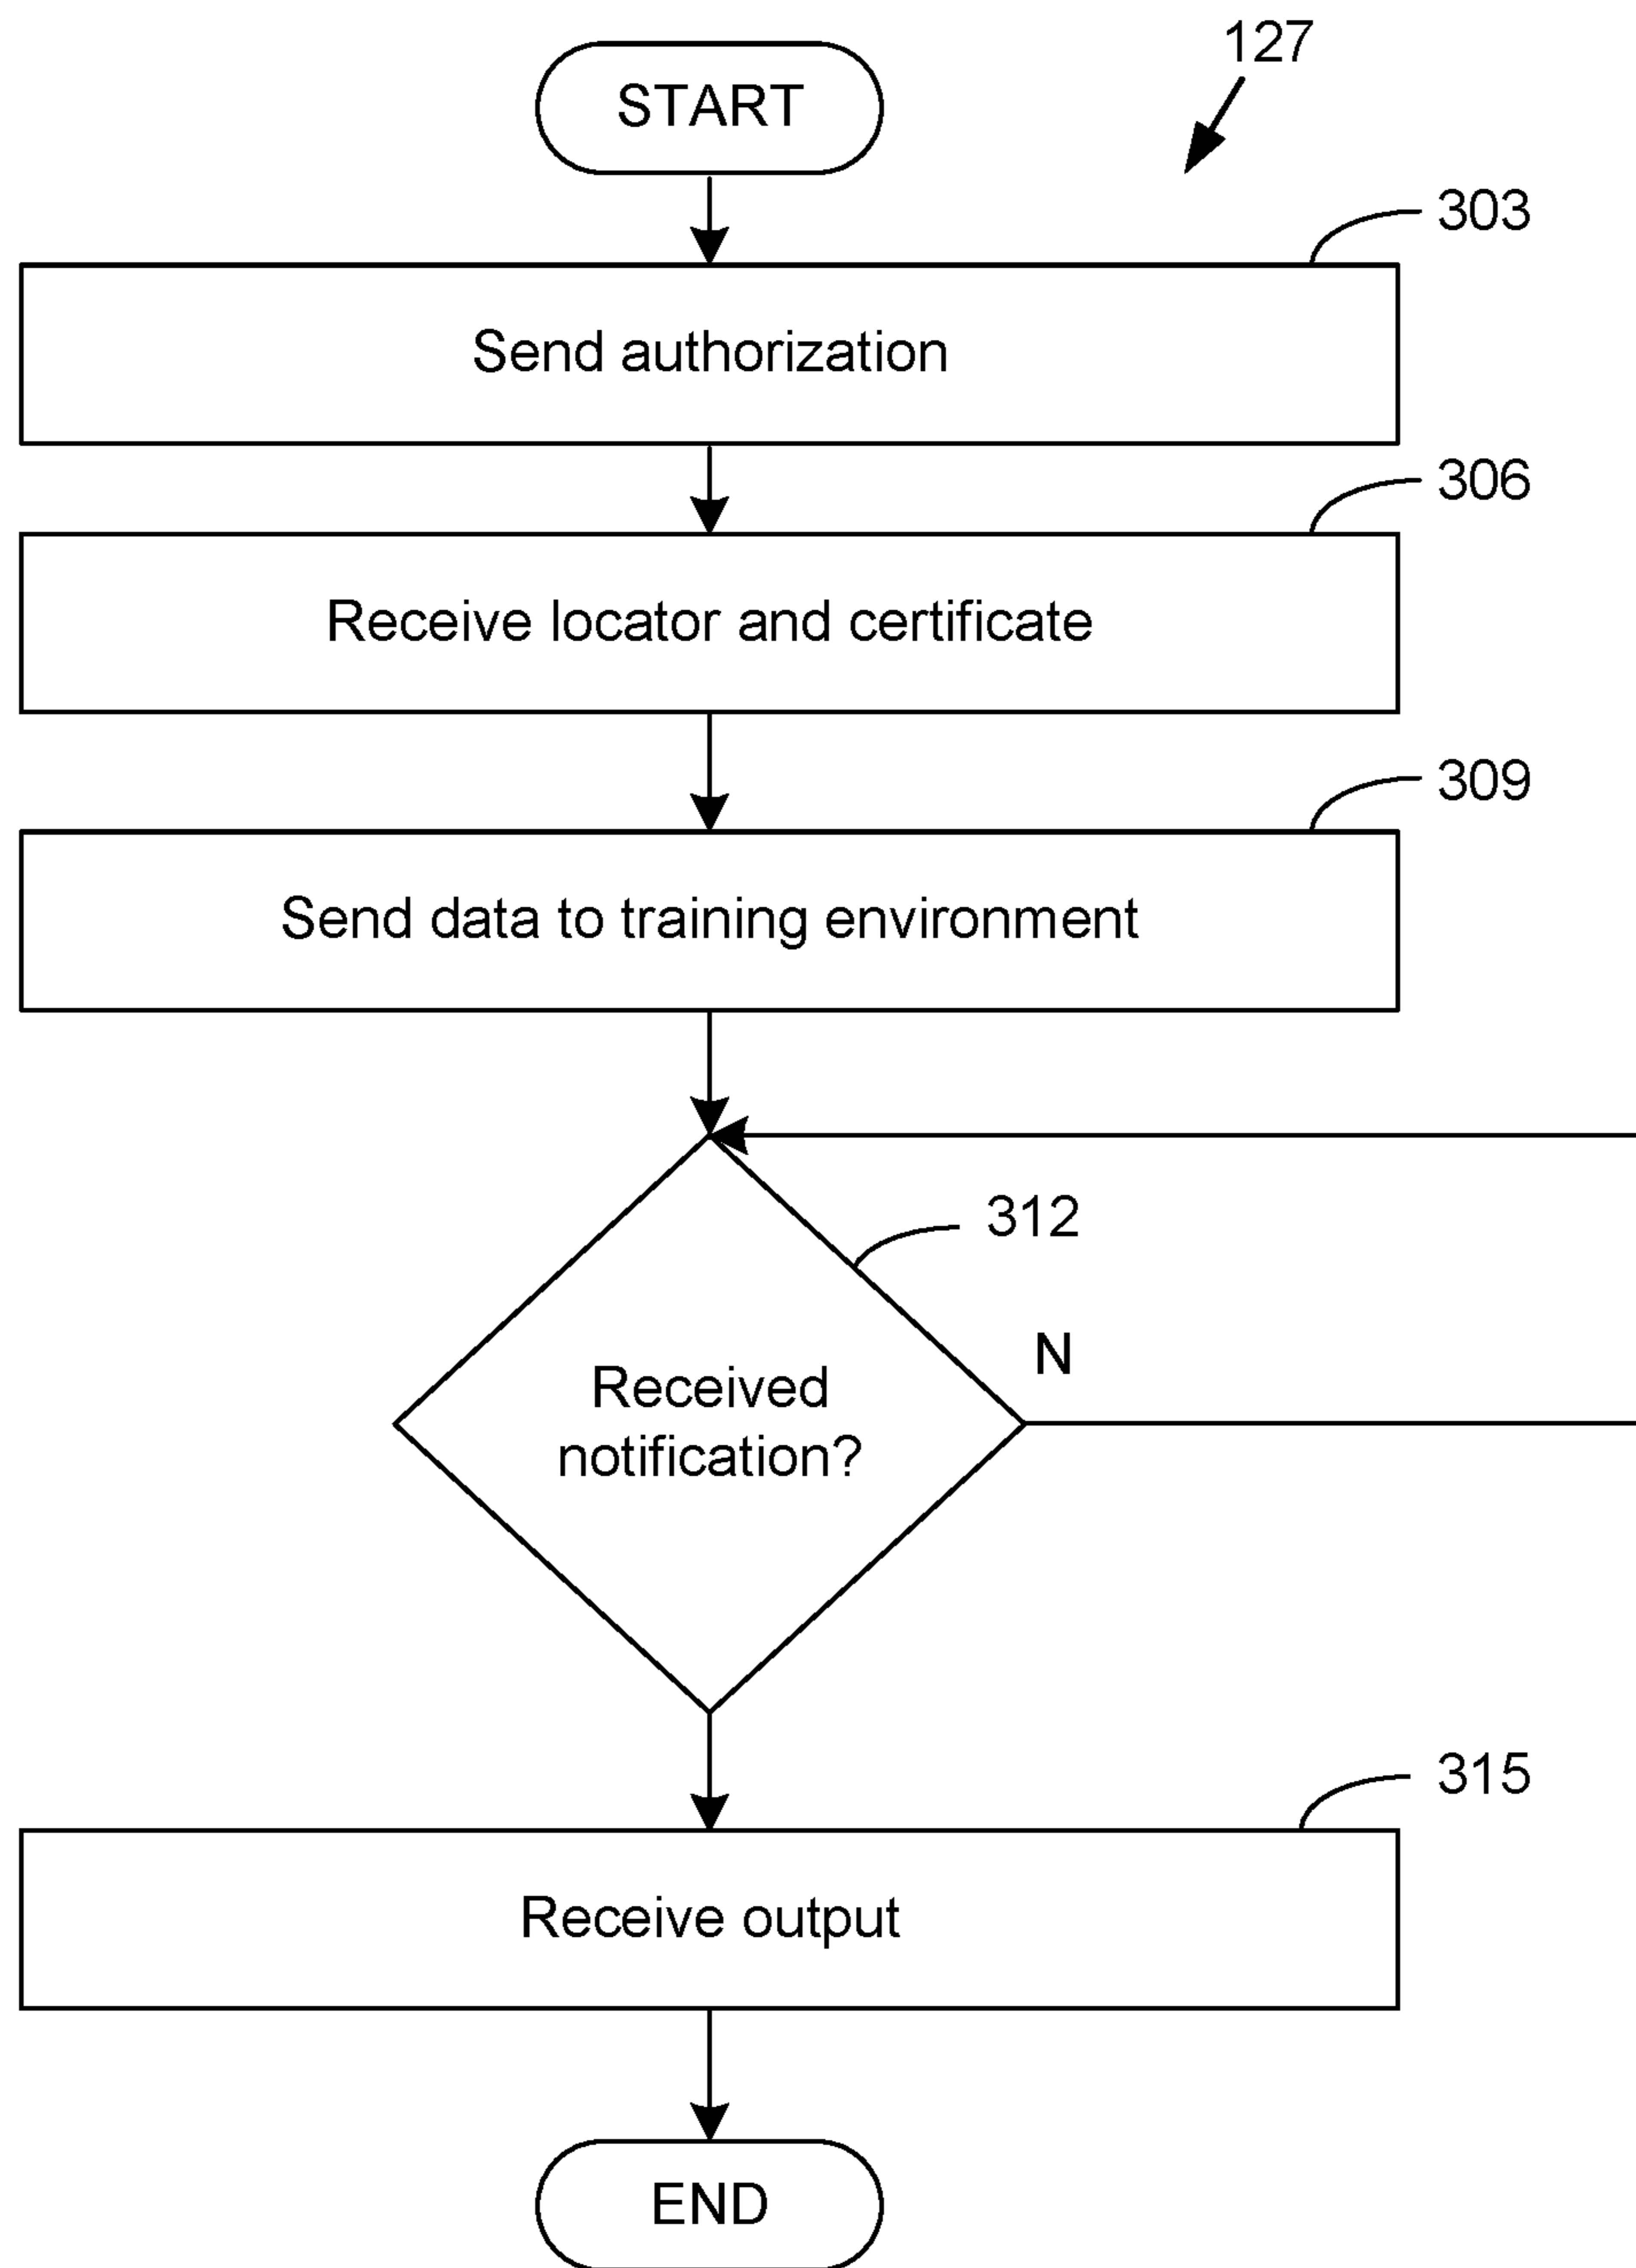 START
127
303
Send authorization
306
Receive locator and certificate
309
Send data to training environment
312
N
Received
notification?
315
Receive output
END